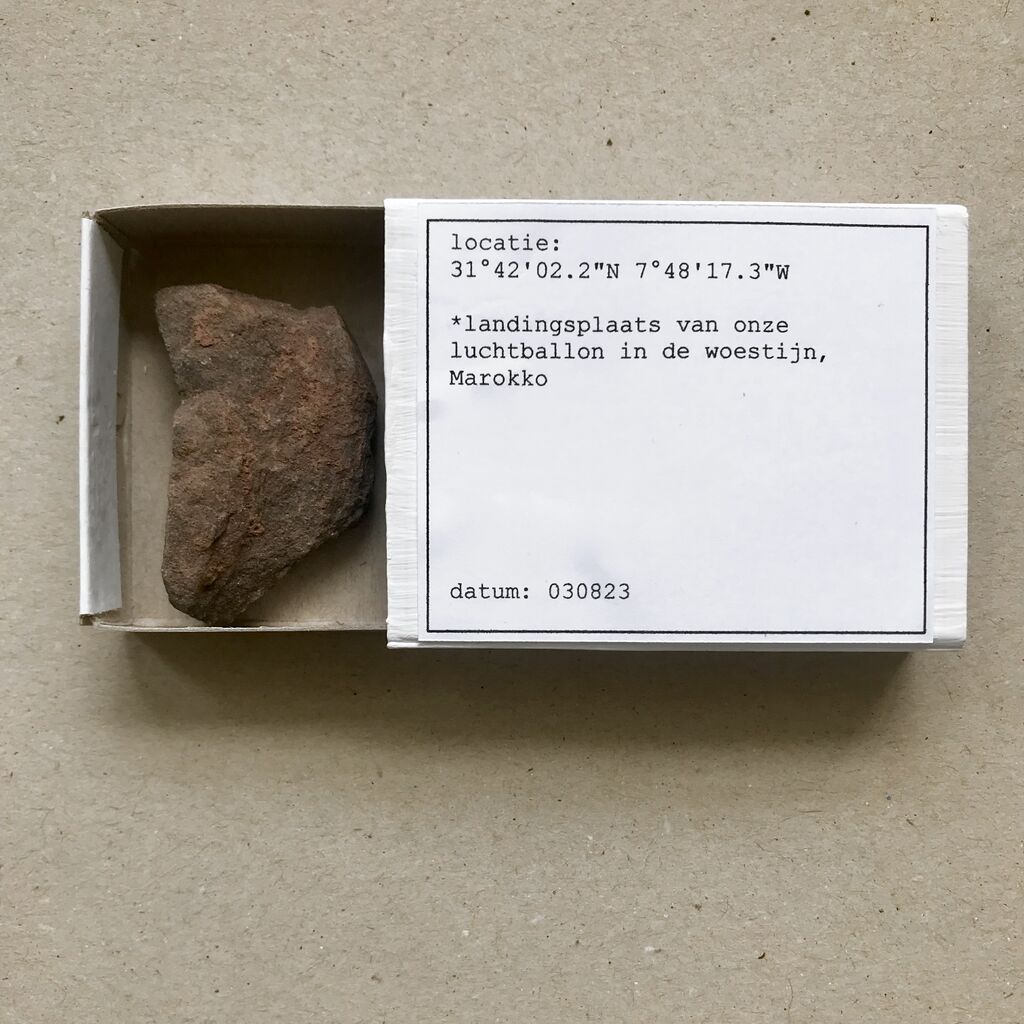 locatie:
31°42'02.2"N 7°48'17.3"W
*landingsplaats van onze
luchtballon in de woestijn,
Marokko
datum: 030823